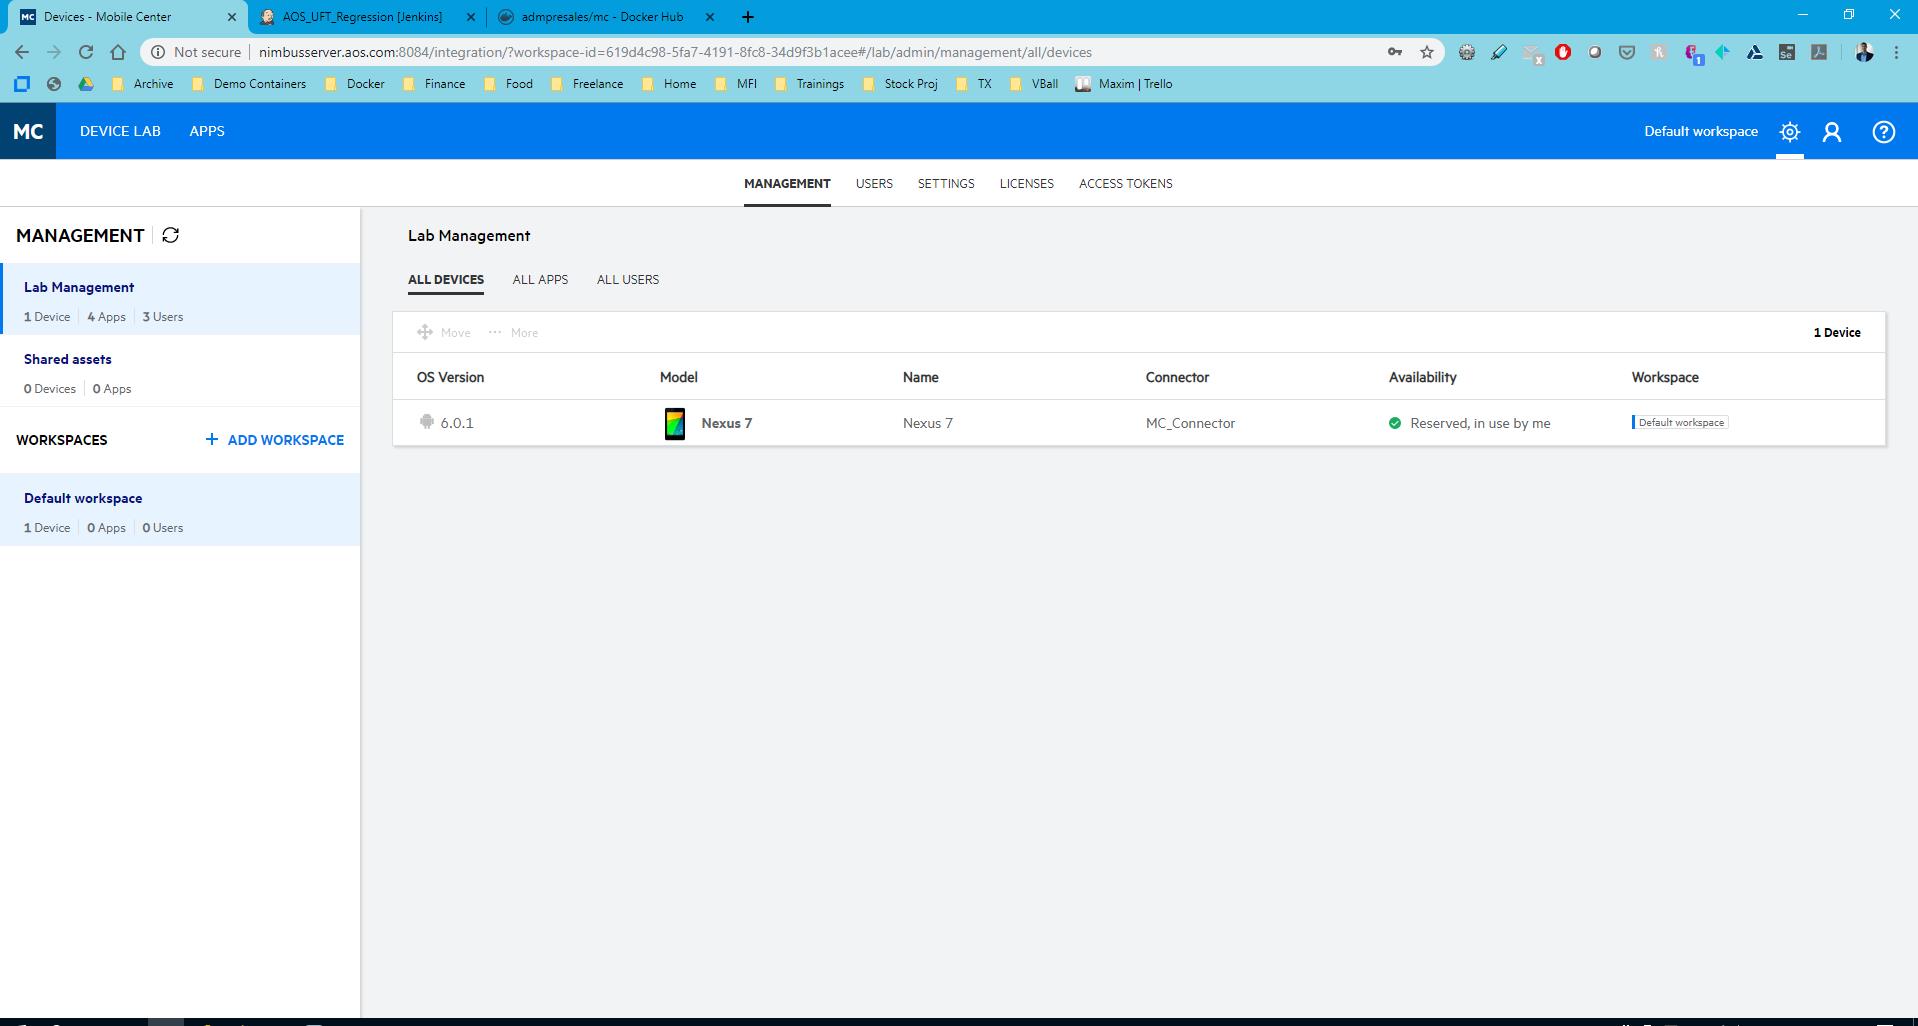 MC Devices - Mobile Center
AOS_UFT_Regression [Jenkins]
admpresales/mc - Docker Hub
Not secure nimbusserver.aos.com:8084/integration/?workspace-id=619d4c98-5fa7-4191-8fc8-34d9f3b1acee#/lab/admin/management/all/devices
x 1 Se
Archive Demo Containers Docker Finance Food Freelance Home MFI Trainings Stock Proj TX VBall Maxim | Trello
MC DEVICE LAB APPS Default workspace ?
MANAGEMENT USERS SETTINGS LICENSES ACCESS TOKENS
MANAGEMENT
Lab Management
1 Device 4 Apps 3 Users
Shared assets
0 Devices 0 Apps
WORKSPACES + ADD WORKSPACE
Default workspace
1 Device 0 Apps 0 Users
Lab Management
ALL DEVICES ALL APPS ALL USERS
Move ··· More 1 Device
OS Version Model Name Connector Availability Workspace
6.0.1 Nexus 7 Nexus 7 MC_Connector Reserved, in use by me Default workspace